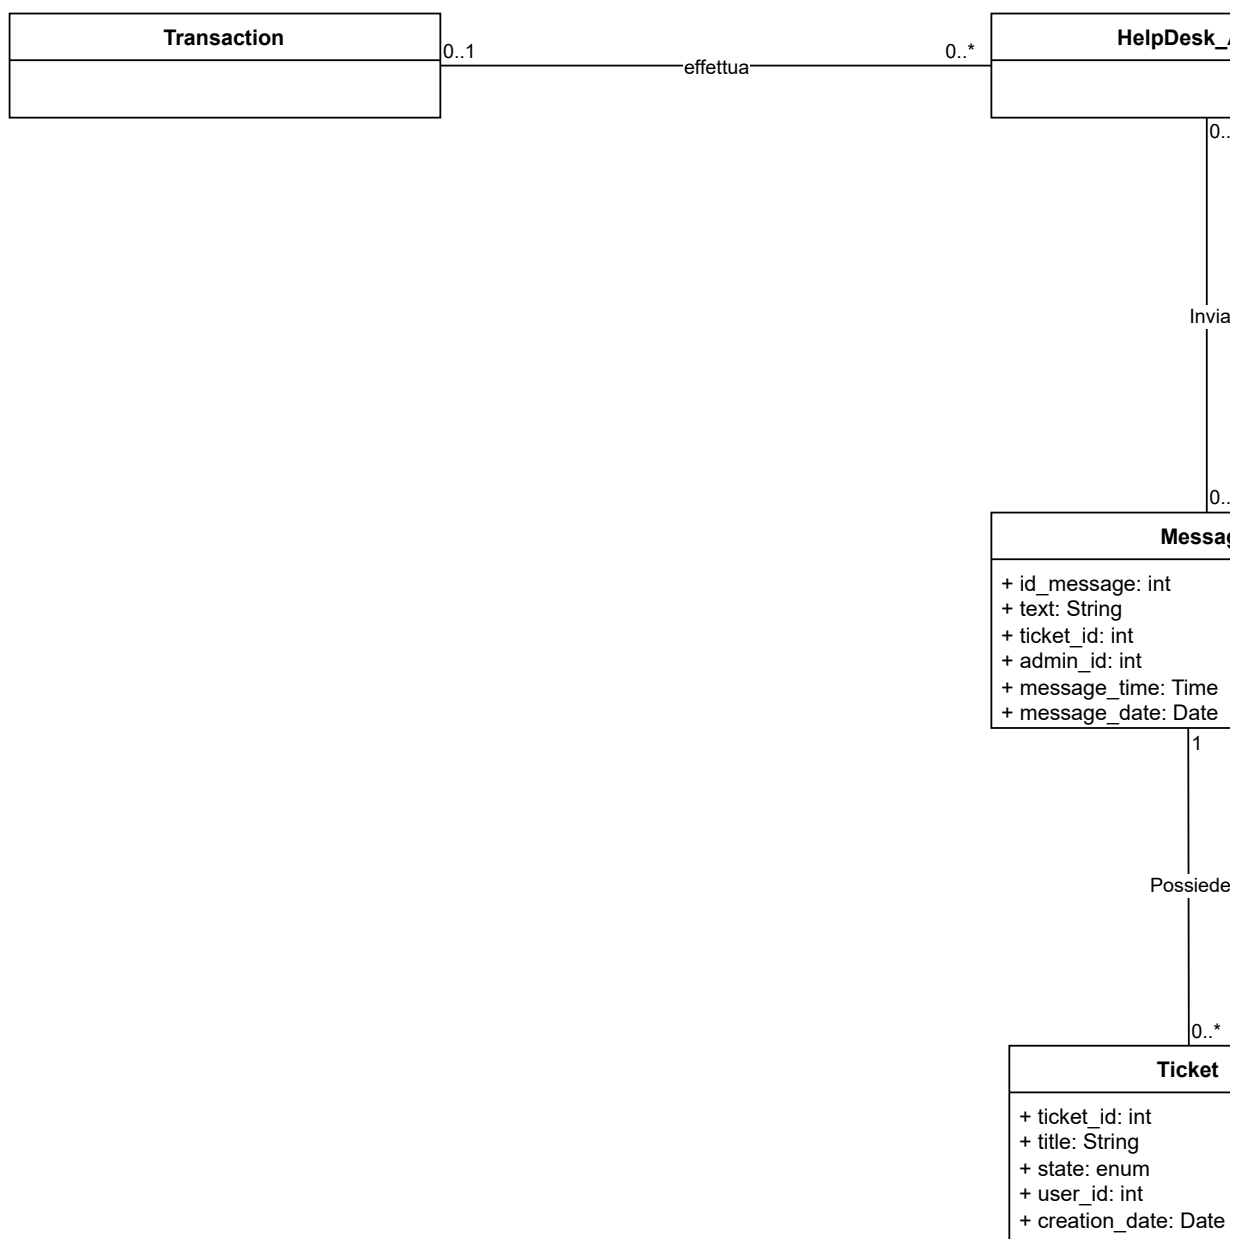 Transaction
0..1
effettua
0..*
HelpDesk_
0..
Invia
0..
+ id_message: int
+ text: String
+ ticket_id: int
+ admin_id: int
+ message_time: Time
+ message_date: Date
1
Possiede
0..*
Ticket
+ ticket_id: int
+ title: String
+ state: enum
+ user_id: int
+ creation_date: Date